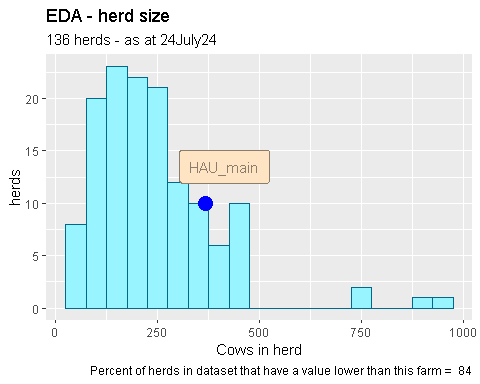 EDA - herd size
136 herds - as at 24July24
20
15
10
5
0
herds
HAU_main
0 250 500 750 1000
Cows in herd
Percent of herds in dataset that have a value lower than this farm = 84